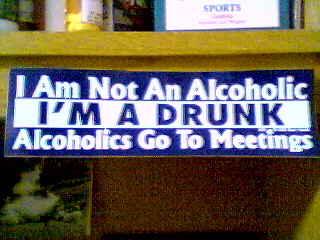 SPORTS
I Am Not An Alcoholic
I'M A DRUNK
Alcoholics Go To Meetings